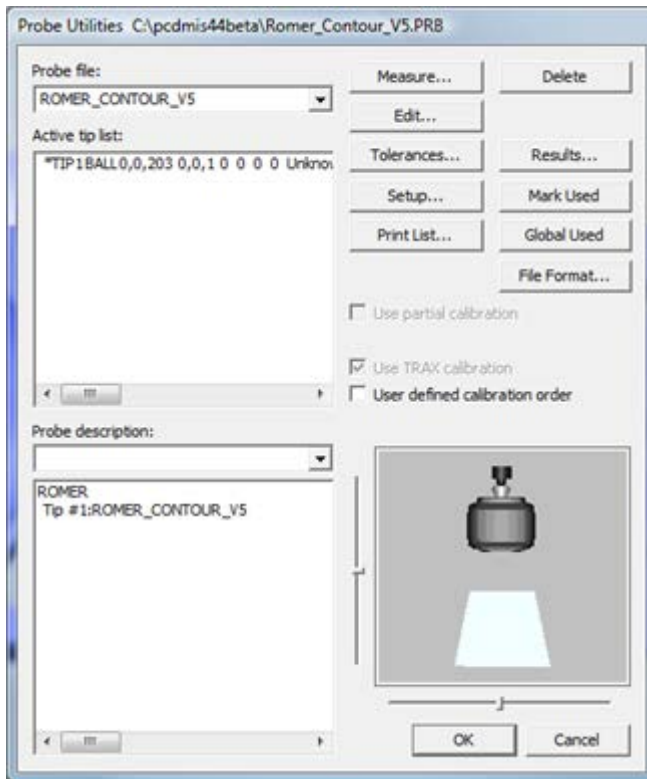 Probe Utilities C:\pcdmis44beta\Romer_Contour_V5.PRB
Probe file:
ROMER_CONTOUR_V5
Active tip list:
*TIP1BALL0,0,203 0,0,1 0 0 0 0 Unknov
Measure...
Delete
Edit...
Tolerances...
Results...
Setup...
Mark Used
Print List...
Global Used
File Format...
Use partial calibration
Use TRAX calibration
User defined calibration order
Probe description:
ROMER
Tip #1:ROMER_CONTOUR_V5
OK
Cancel